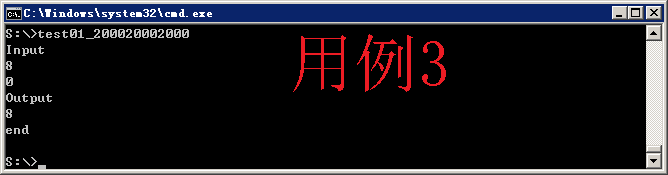 C:\Windows\system32\cmd.exe
S:\>test01_200020002000
Input
8
0
Output
8
end
S:\>_
用例3